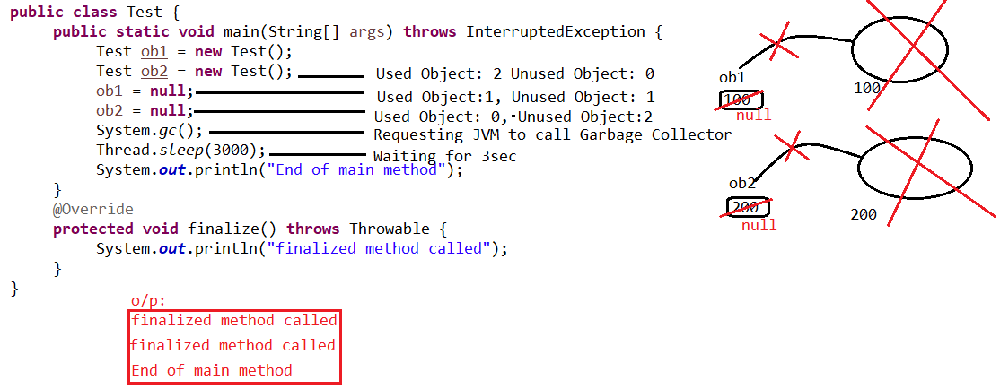 public class Test {
public static void main(String[] args) throws InterruptedException {
Test ob1 = new Test();
Test ob2 = new Test(); Used Object: 2 Unused Object: 0
ob1 = null; Used Object:1, Unused Object: 1
ob2 = null; Used Object: 0, Unused Object:2
System.gc(); Requesting JVM to call Garbage Collector
Thread.sleep(3000); Waiting for 3sec
System.out.println("End of main method");
}
@Override
protected void finalize() throws Throwable {
System.out.println("finalized method called");
}
}
o/p:
finalized method called
finalized method called
End of main method
ob1
100
null
100
ob2
200
null
200